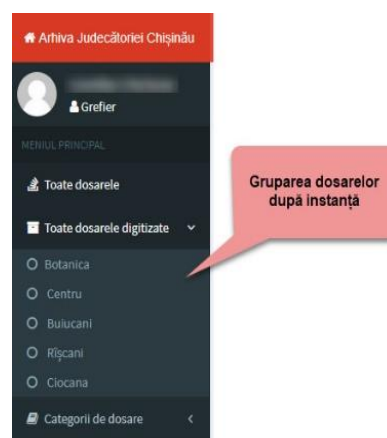 Arhiva Judecătoriei Chișinău
Grefier
MENIUL PRINCIPAL
Toate dosarele
Toate dosarele digitizate
Botanica
Centru
Buiucani
Rîșcani
Ciocana
Categorii de dosare
Gruparea dosarelor
după instanță